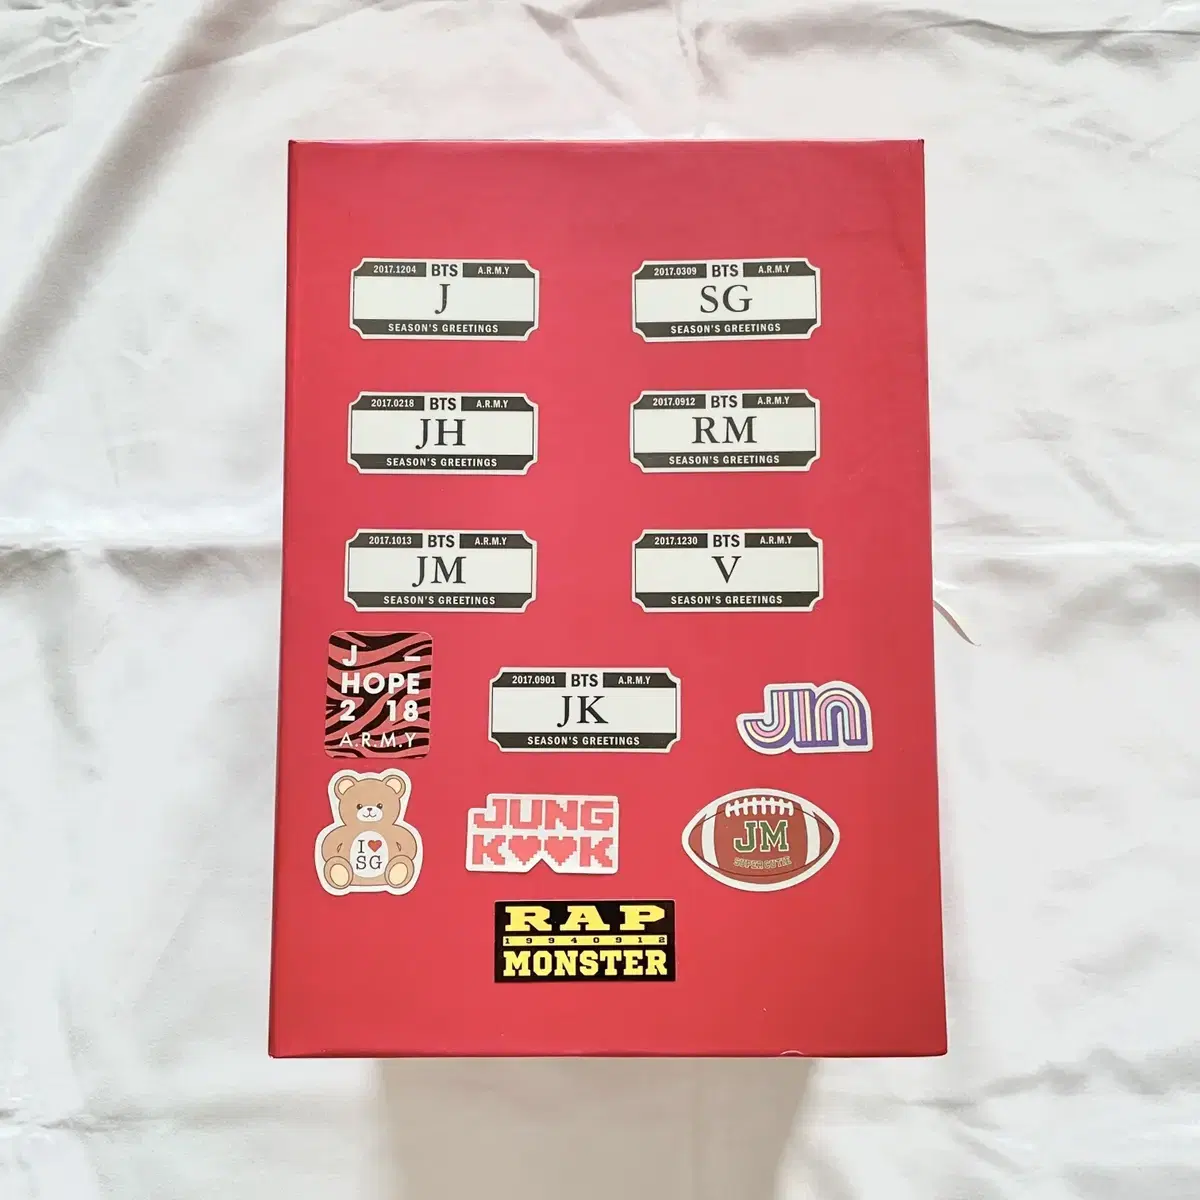 2017.1204 BTS A.R.M.Y
J
SEASON'S GREETINGS
2017.0309 BTS A.R.M.Y
SG
SEASON'S GREETINGS
2017.0218 BTS A.R.M.Y
JH
SEASON'S GREETINGS
2017.0912 BTS A.R.M.Y
RM
SEASON'S GREETINGS
2017.1013 BTS A.R.M.Y
JM
SEASON'S GREETINGS
2017.1230 BTS A.R.M.Y
V
SEASON'S GREETINGS
J –
HOPE
2 18
A.R.M.Y
2017.0901 BTS A.R.M.Y
JK
SEASON'S GREETINGS
JIN
I♥
SG
JUNG
K♥♥K
JM
SUPER CUTIE
RAP
19940912
MONSTER